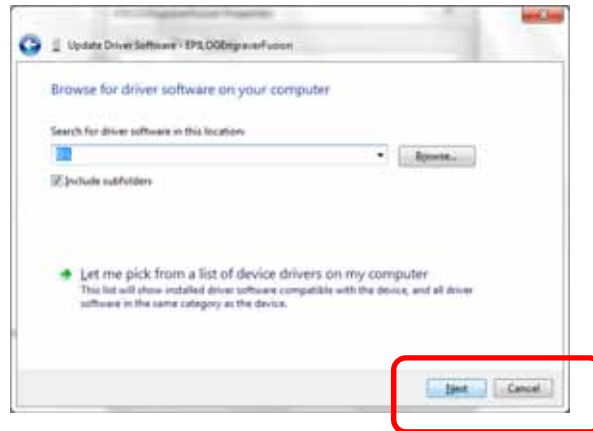 EPILOGEngraverFusion Properties
Update Driver Software - EPILOGEngraverFusion
Browse for driver software on your computer
Search for driver software in this location:
Browse...
Include subfolders
Let me pick from a list of device drivers on my computer
This list will show installed driver software compatible with the device, and all driver
software in the same category as the device.
Next
Cancel